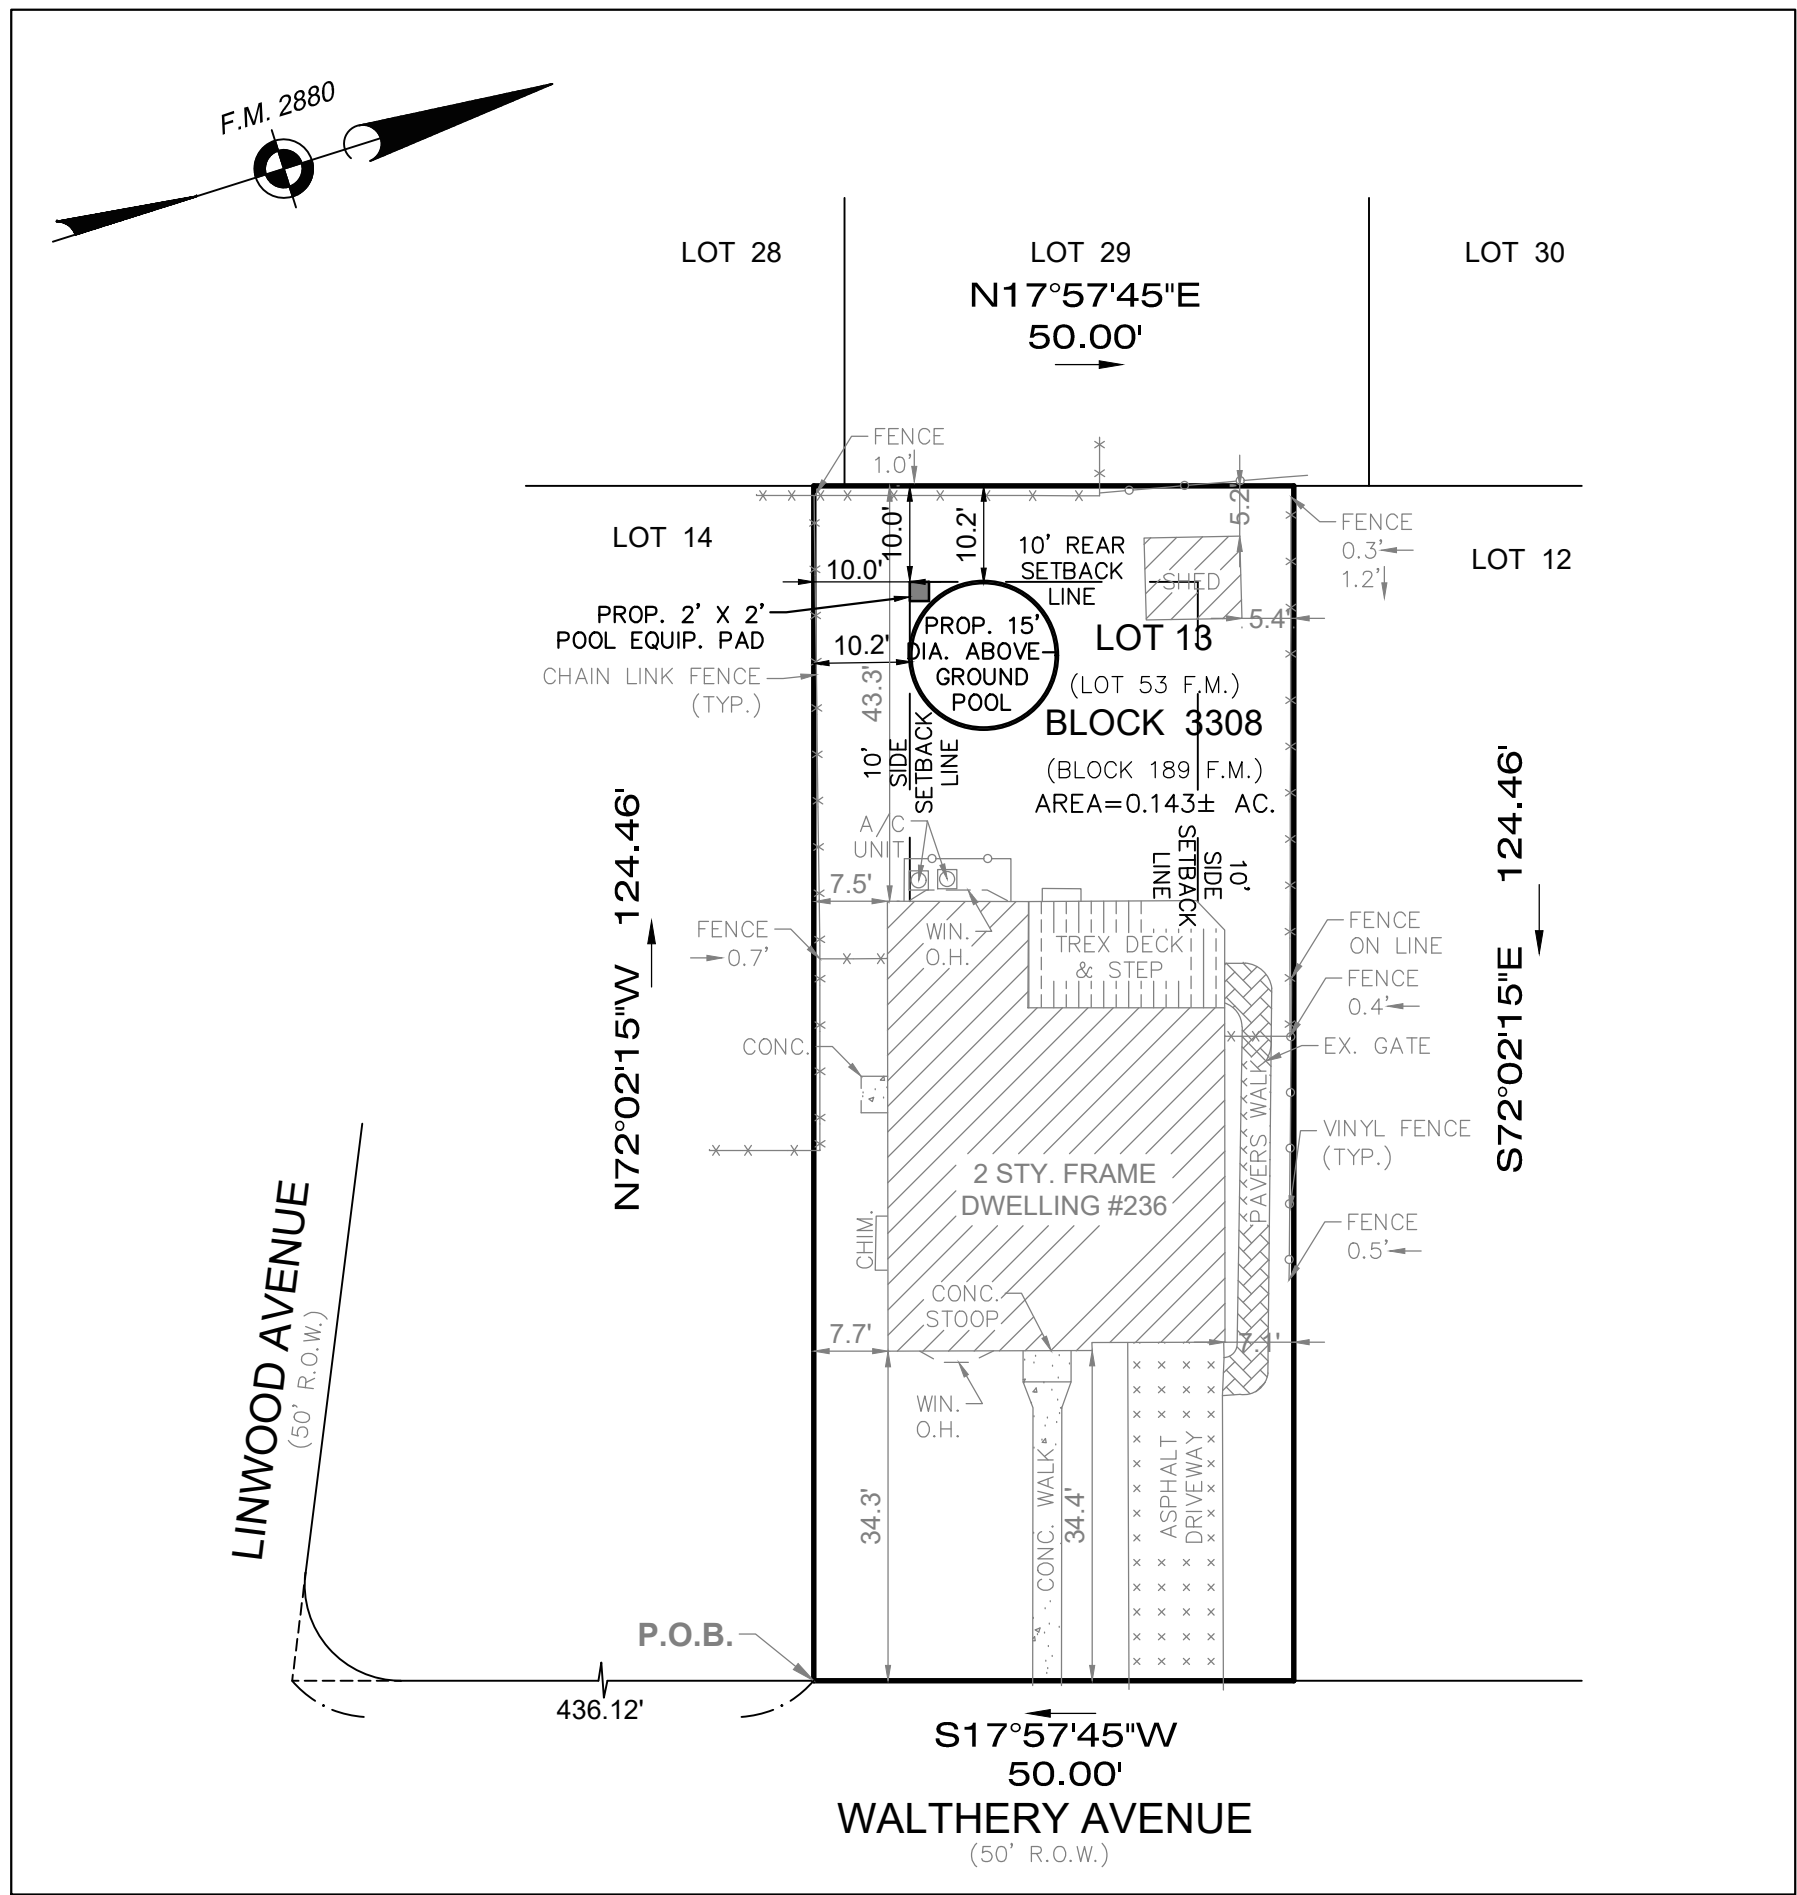 F.M. 2880
LOT 28
LOT 29
LOT 30
N17°57'45"E
50.00'
FENCE
1.0'
5.2'
LOT 14
10.0'
10.2'
10' REAR
SETBACK
LINE
SHED
FENCE
0.3'
1.2'
LOT 12
10.0'
PROP. 2' X 2'
POOL EQUIP. PAD
5.4'
PROP. 15'
DIA. ABOVE-
GROUND
POOL
LOT 13
10.2'
CHAIN LINK FENCE
(TYP.)
43.3'
(LOT 53 F.M.)
BLOCK 3308
(BLOCK 189 F.M.)
AREA=0.143± AC.
10'
SIDE
SETBACK
LINE
N72°02'15"W 124.46'
S72°02'15"E 124.46'
A/C
UNIT
10'
SIDE
SETBACK
LINE
7.5'
FENCE
0.7'
WIN.
O.H.
TREX DECK
& STEP
FENCE
ON LINE
FENCE
0.4'
EX. GATE
CONC.
PAVERS WALK
VINYL FENCE
(TYP.)
2 STY. FRAME
DWELLING #236
CHIM.
FENCE
0.5'
CONC.
STOOP
7.7'
7.1'
WIN.
O.H.
LINWOOD AVENUE
(50' R.O.W.)
34.3'
CONC. WALK
34.4'
ASPHALT
DRIVEWAY
P.O.B.
436.12'
S17°57'45"W
50.00'
WALTHERY AVENUE
(50' R.O.W.)